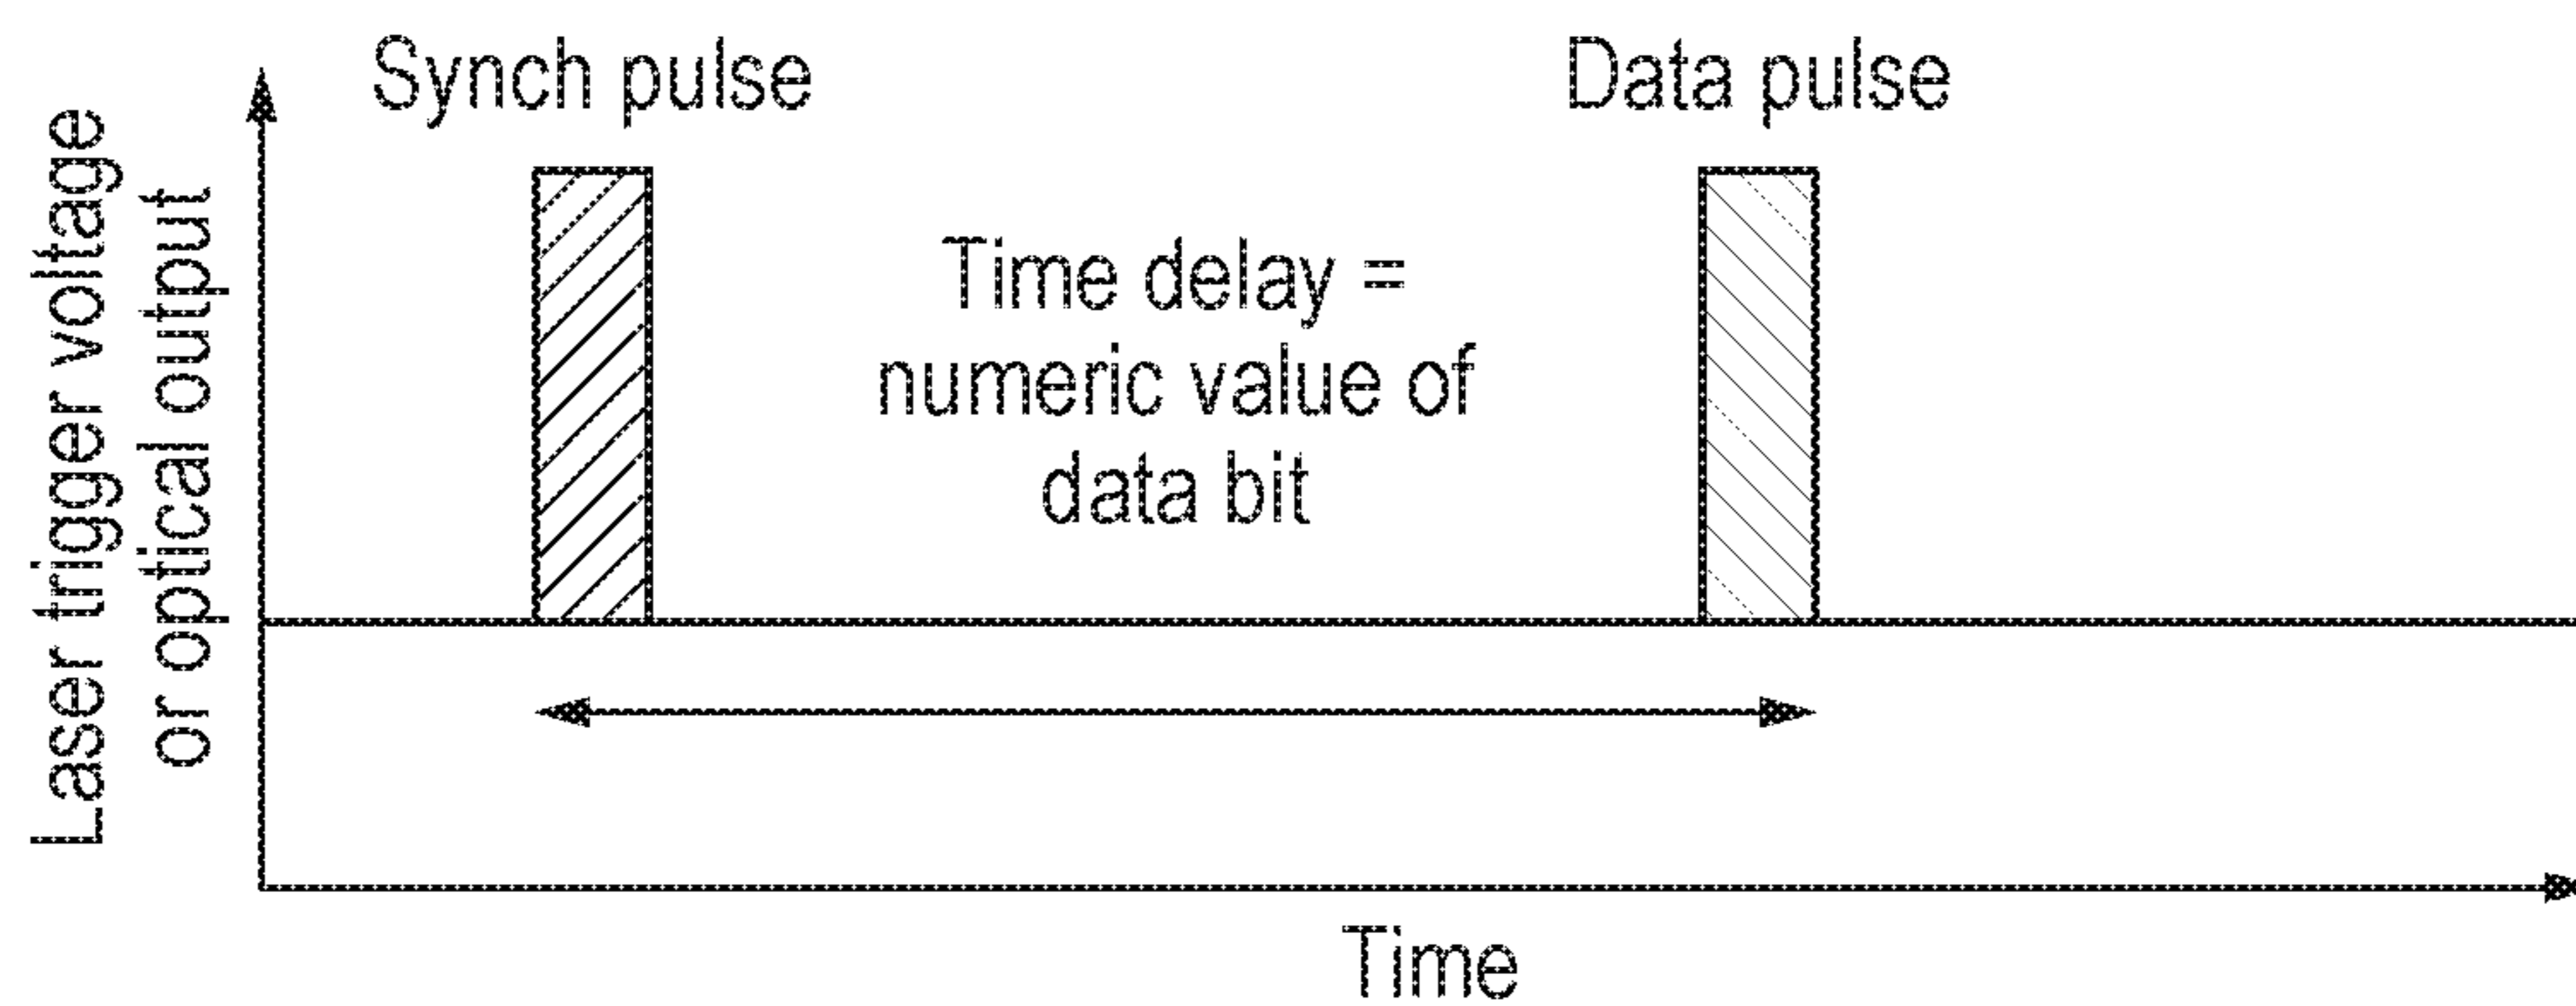 Laser trigger voltage
or optical output
Synch pulse
Data pulse
Time delay =
numeric value of
data bit
Time